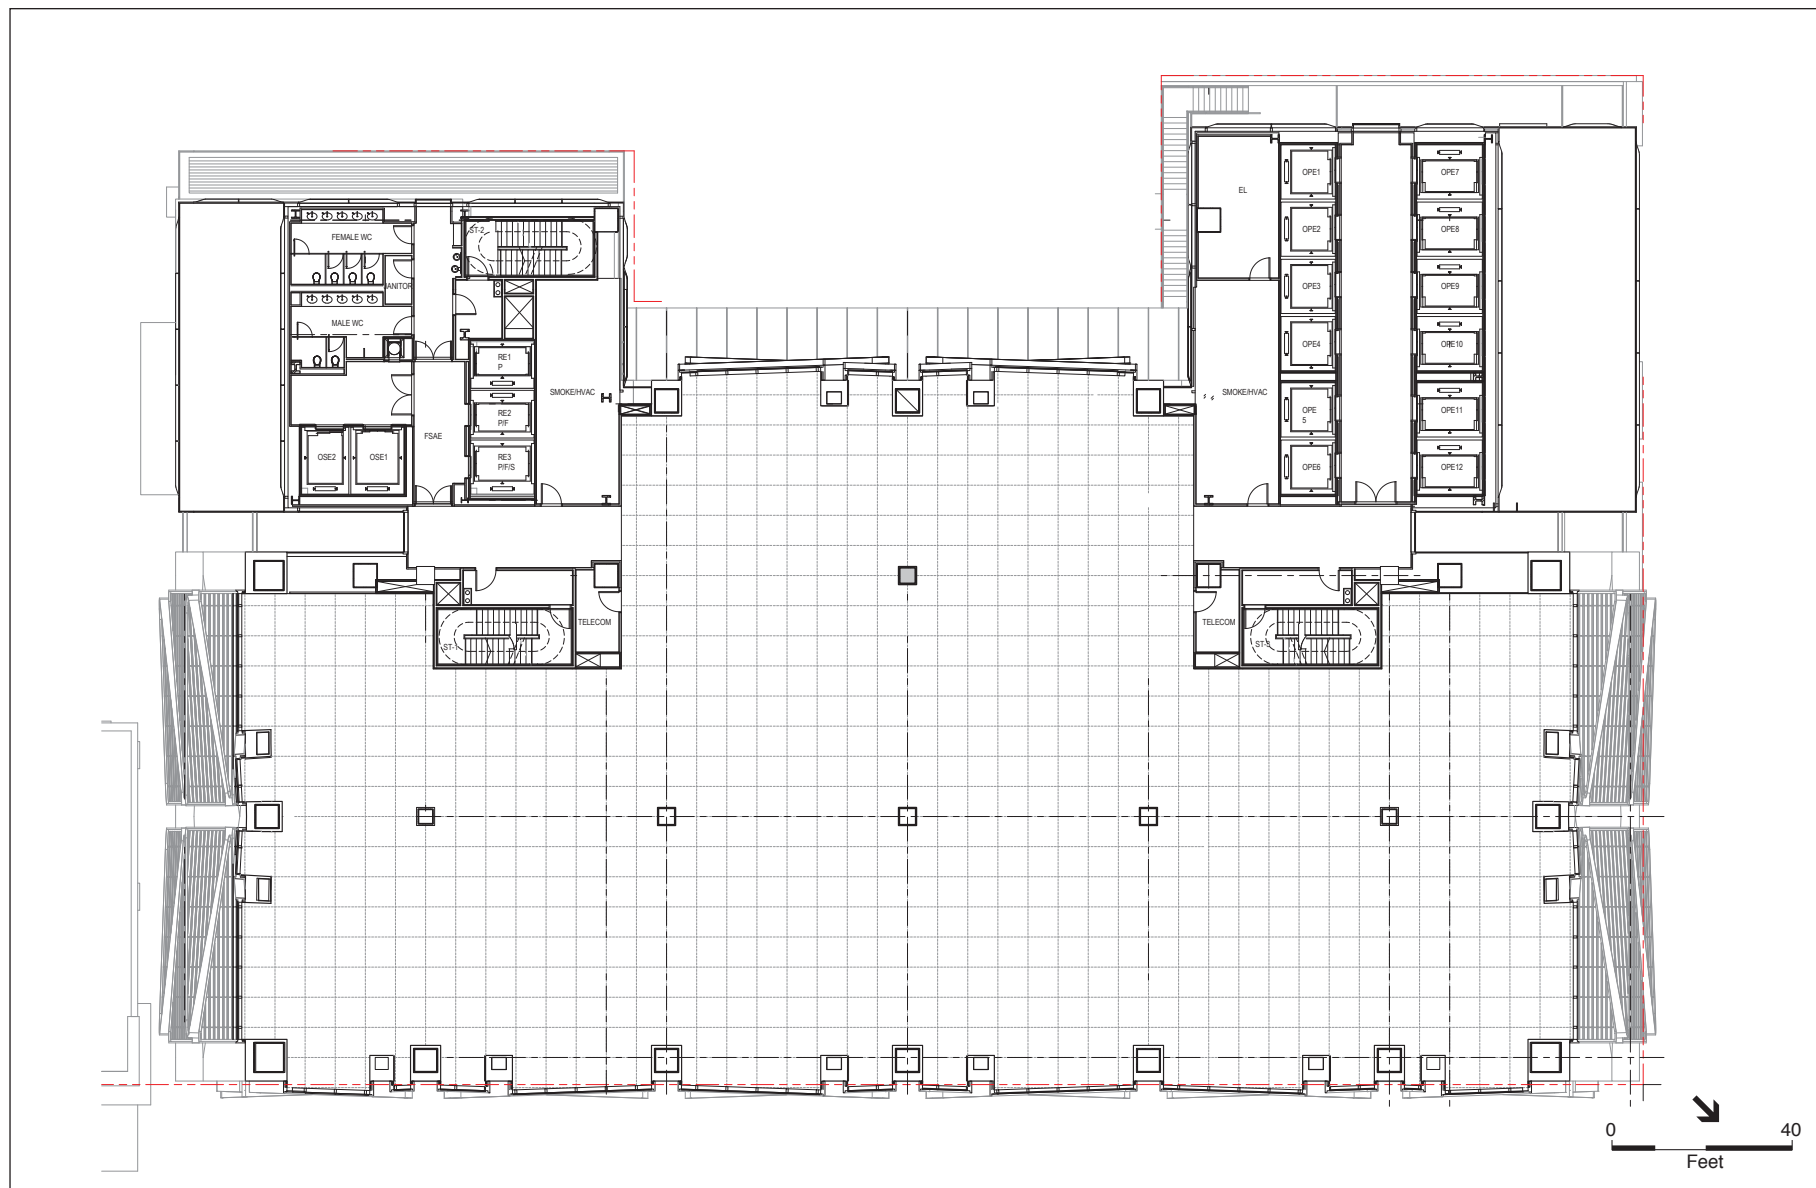 FEMALE WC
JANITOR
MALE WC
ST-2
RE1
P
RE2
P/F
RE3
P/F/S
SMOKE/HVAC
FSAE
OSE2
OSE1
EL
SMOKE/HVAC
OPE1
OPE2
OPE3
OPE4
OPE
5
OPE6
OPE7
OPE8
OPE9
OPE10
OPE11
OPE12
ST-1
TELECOM
TELECOM
ST-3
0
40
Feet